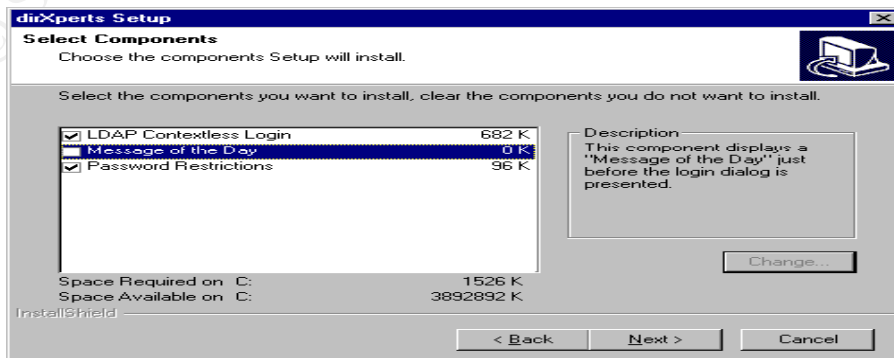 dirXperts Setup
Select Components
Choose the components Setup will install.
Select the components you want to install, clear the components you do not want to install.
LDAP Contextless Login 682 K
Message of the Day 0 K
Password Restrictions 96 K
Description
This component displays a
"Message of the Day" just
before the login dialog is
presented.
Change...
Space Required on C: 1526 K
Space Available on C: 3892892 K
InstallShield
< Back Next > Cancel